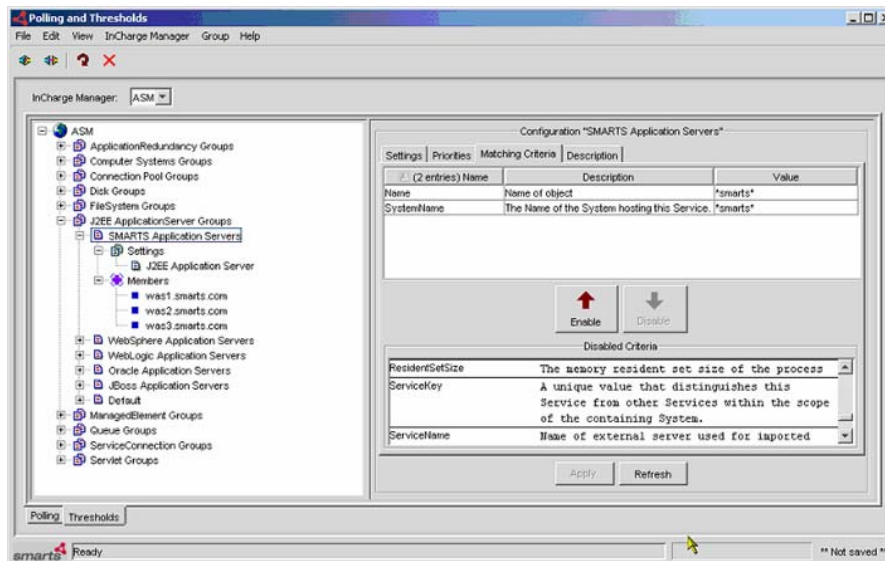 Polling and Thresholds
File Edit View InCharge Manager Group Help
InCharge Manager: ASM
ASM
ApplicationRedundancy Groups
Computer Systems Groups
Connection Pool Groups
Disk Groups
FileSystem Groups
J2EE ApplicationServer Groups
SMARTS Application Servers
Settings
J2EE Application Server
Members
was1.smarts.com
was2.smarts.com
was3.smarts.com
WebSphere Application Servers
WebLogic Application Servers
Oracle Application Servers
JBoss Application Servers
Default
ManagedElement Groups
Queue Groups
ServiceConnection Groups
Servlet Groups
Configuration "SMARTS Application Servers"
Settings Priorities Matching Criteria Description
(2 entries) Name Description Value
Name Name of object *smarts*
SystemName The Name of the System hosting this Service. *smarts*
Enable Disable
Disabled Criteria
ResidentSetSize The memory resident set size of the process
ServiceKey A unique value that distinguishes this
Service from other Services within the scope
of the containing System.
ServiceName Name of external server used for imported
Apply Refresh
Polling Thresholds
smarts Ready ** Not saved *